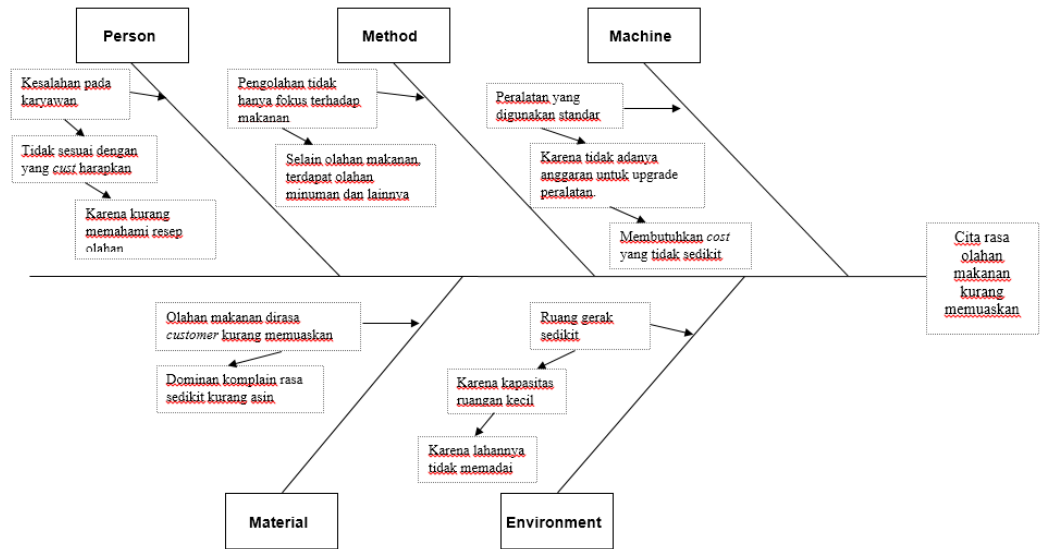 Person
Method
Machine
Kesalahan pada
karyawan
Tidak sesuai dengan
yang cust harapkan
Karena kurang
memahami resep
olahan
Pengolahan tidak
hanya fokus terhadap
makanan
Selain olahan makanan,
terdapat olahan
minuman dan lainnya
Peralatan yang
digunakan standar
Karena tidak adanya
anggaran untuk upgrade
peralatan.
Membutuhkan cost
yang tidak sedikit
Cita rasa
olahan
makanan
kurang
memuaskan
Olahan makanan dirasa
customer kurang memuaskan
Dominan komplain rasa
sedikit kurang asin
Ruang gerak
sedikit
Karena kapasitas
ruangan kecil
Karena lahannya
tidak memadai
Material
Environment